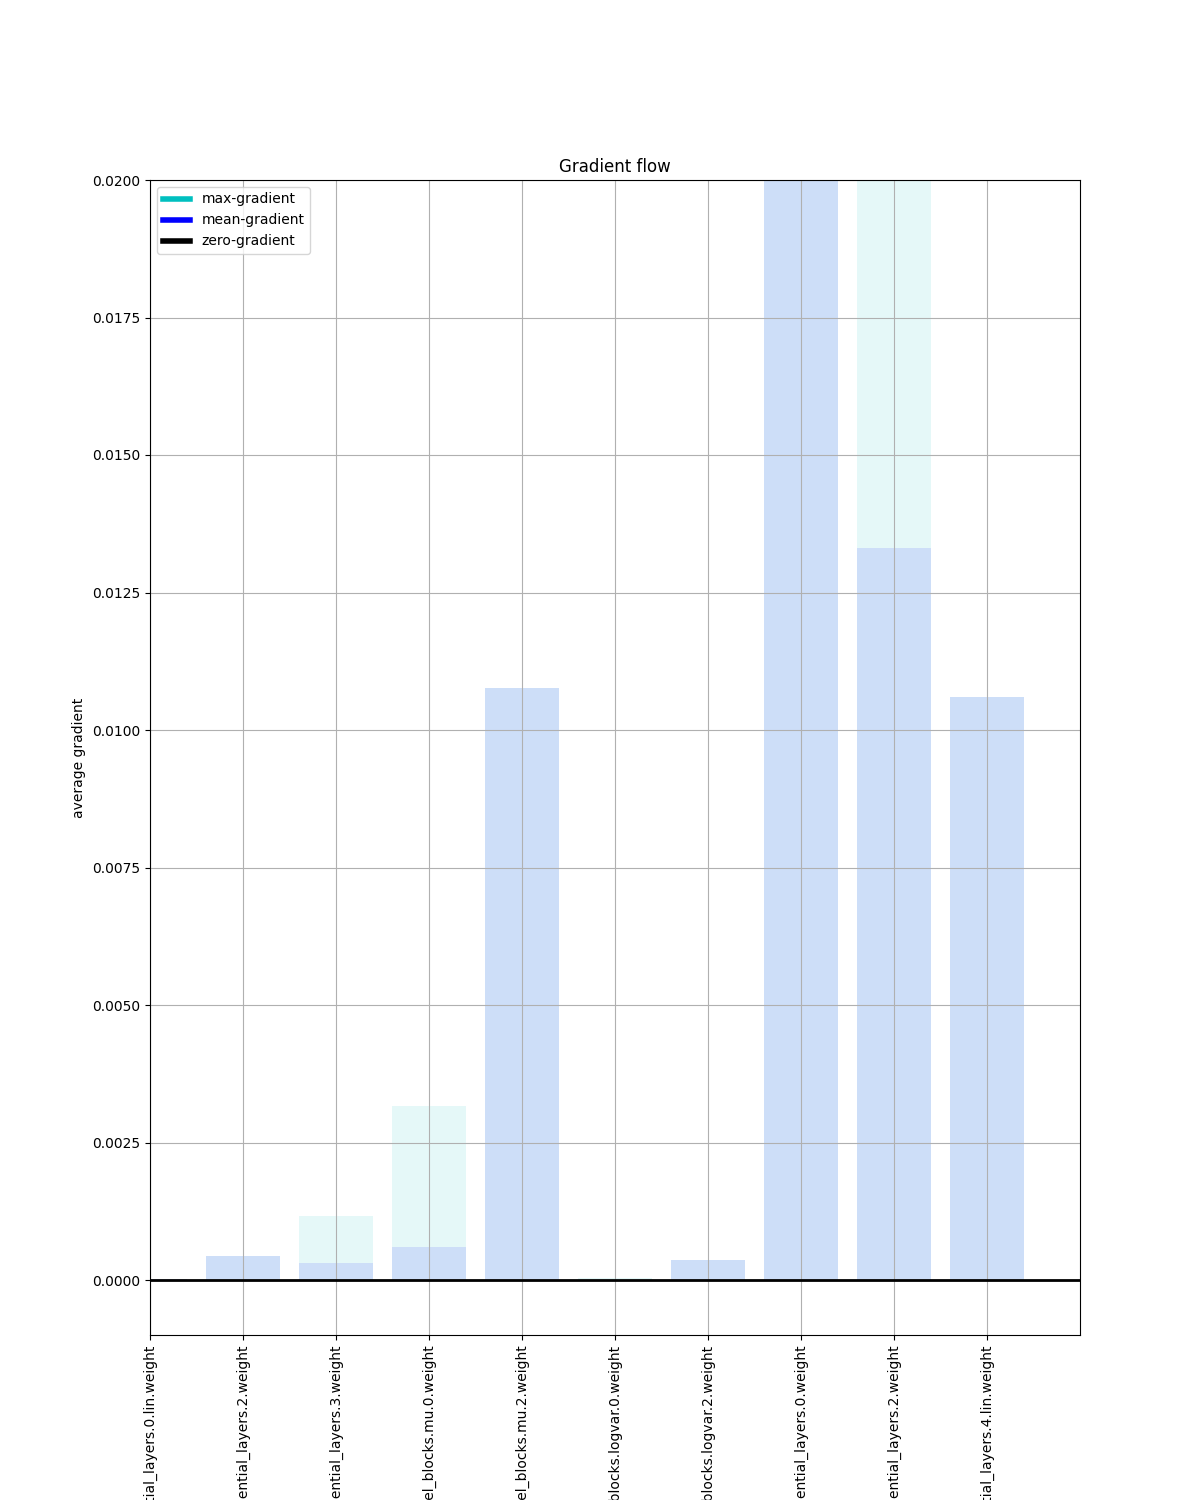 Gradient flow
max-gradient
mean-gradient
zero-gradient
0.0200
0.0175
0.0150
0.0125
0.0100
0.0075
0.0050
0.0025
0.0000
average gradient
tial_layers.0.lin.weight
ential_layers.2.weight
ential_layers.3.weight
el_blocks.mu.0.weight
el_blocks.mu.2.weight
blocks.logvar.0.weight
blocks.logvar.2.weight
ential_layers.0.weight
ential_layers.2.weight
tial_layers.4.lin.weight